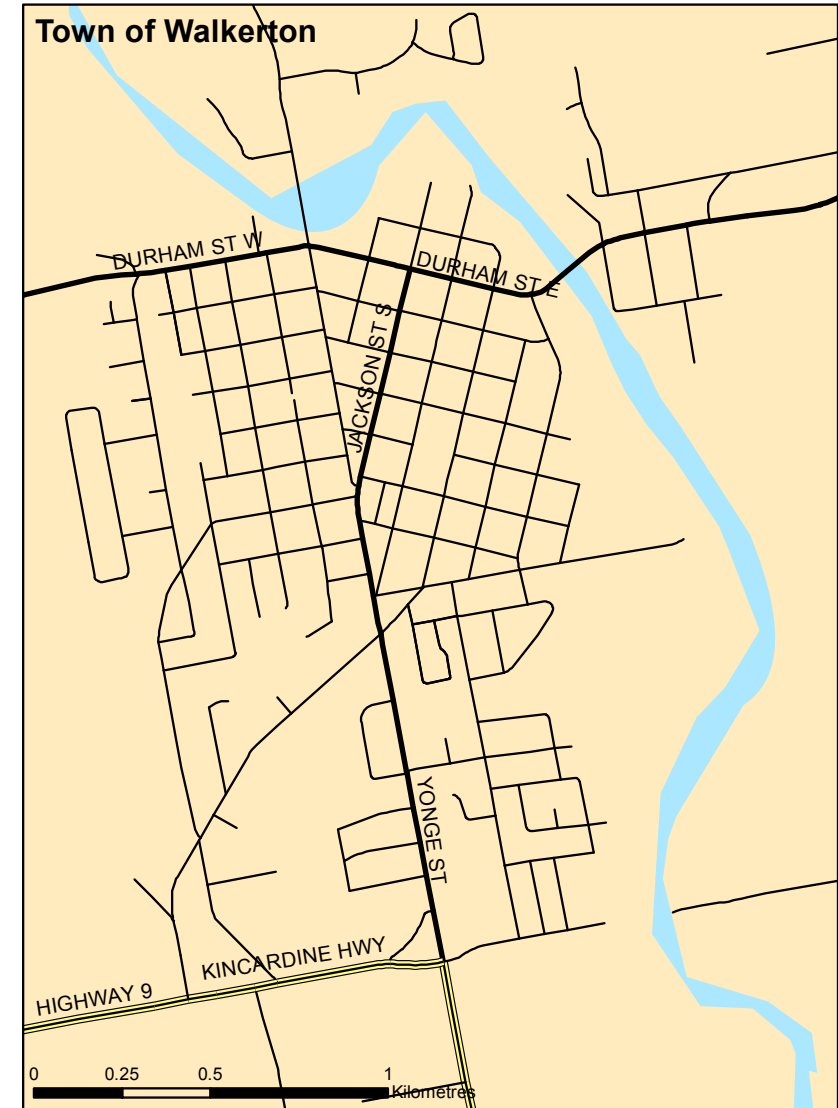 Town of Walkerton
DURHAM ST W
DURHAM ST E
JACKSON ST S
YONGE ST
KINCARDINE HWY
HIGHWAY 9
0 0.25 0.5 1
Kilometres